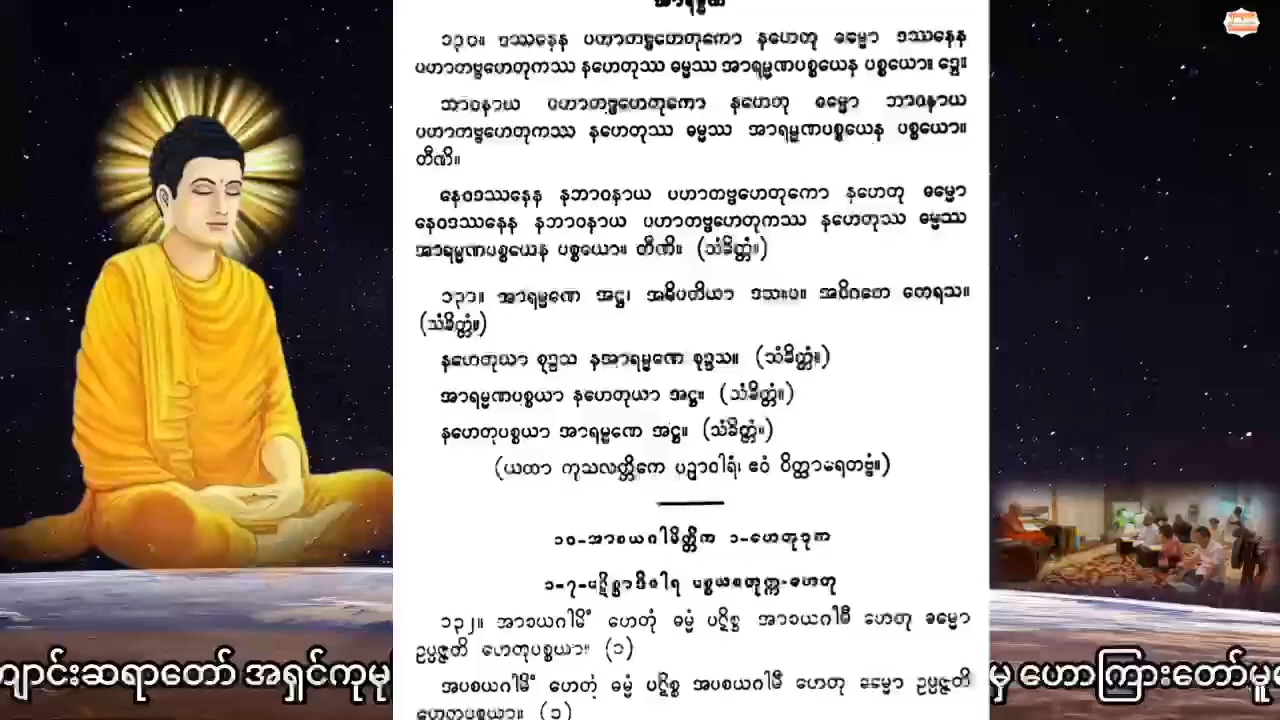 အာရမ္မဏ
၁၃၀။ ဒဿနေန ပဟာတဗ္ဗဟေတုကော နဟေတု ဓမ္မော ဒဿနေန
ပဟာတဗ္ဗဟေတုကဿ နဟေတုဿ ဓမ္မဿ အာရမ္မဏပစ္စယေန ပစ္စယော။ ဒွေ။
ဘာဝနာယ ပဟာတဗ္ဗဟေတုကော နဟေတု ဓမ္မော ဘာဝနာယ
ပဟာတဗ္ဗဟေတုကဿ နဟေတုဿ ဓမ္မဿ အာရမ္မဏပစ္စယေန ပစ္စယော။
တီဏိ။
နေဝဒဿနေန နဘာဝနာယ ပဟာတဗ္ဗဟေတုကော နဟေတု ဓမ္မော
နေဝဒဿနေန နဘာဝနာယ ပဟာတဗ္ဗဟေတုကဿ နဟေတုဿ ဓမ္မဿ
အာရမ္မဏပစ္စယေန ပစ္စယော။ တီဏိ။ (သံခိတ္တံ။)
၁၃၁။ အာရမ္မဏေ အဋ္ဌ၊ အဓိပတိယာ ဒသ။ပ။ အဝိဂတေ တေရသ။
(သံခိတ္တံ။)
နဟေတုယာ စုဒ္ဒသ နအာရမ္မဏေ စုဒ္ဒသ။ (သံခိတ္တံ။)
အာရမ္မဏပစ္စယာ နဟေတုယာ အဋ္ဌ။ (သံခိတ္တံ။)
နဟေတုပစ္စယာ အာရမ္မဏေ အဋ္ဌ။ (သံခိတ္တံ။)
(ယထာ ကုသလတ္တိကေ ပဉှာဝါရံ၊ ဧဝံ ဝိတ္ထာရေတဗ္ဗံ။)
၁၀-အာစယဂါမိတ္တိက ၁-ဟေတုဒုက
၁-၇-ပဋိစ္စာဒိဝါရ ပစ္စယစတုက္က-ဟေတု
၁၃၂။ အာစယဂါမိံ ဟေတုံ ဓမ္မံ ပဋိစ္စ အာစယဂါမီ ဟေတု ဓမ္မော
ဥပ္ပဇ္ဇတိ ဟေတုပစ္စယာ။ (၁)
အပစယဂါမိံ ဟေတုံ ဓမ္မံ ပဋိစ္စ အပစယဂါမီ ဟေတု ဓမ္မော ဥပ္ပဇ္ဇတိ
ဟေတုပစ္စယာ။ (၁)
ကျောင်းဆရာတော် အရှင်ကုမု
မှ ဟောကြားတော်မူ